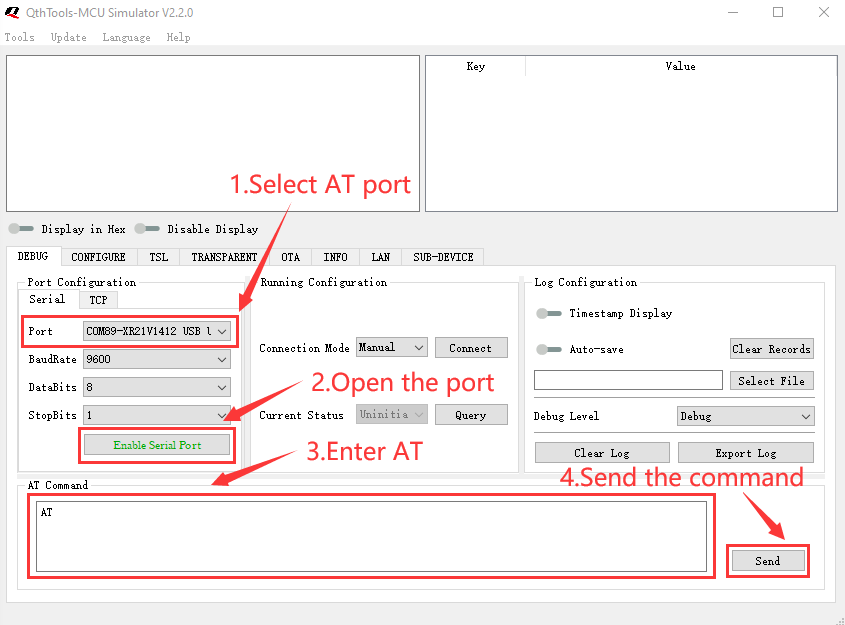 QthTools-MCU Simulator V2.2.0
Tools Update Language Help
Key Value
1.Select AT port
Display in Hex Disable Display
DEBUG CONFIGURE TSL TRANSPARENT OTA INFO LAN SUB-DEVICE
Port Configuration
Serial TCP
Port COM89-XR21V1412 USB U
BaudRate 9600
DataBits 8
StopBits 1
Enable Serial Port
2.Open the port
Running Configuration
Connection Mode Manual Connect
Current Status Uninitia Query
Log Configuration
Timestamp Display
Auto-save Clear Records
Select File
Debug Level Debug
Clear Log Export Log
3.Enter AT
4.Send the command
AT Command
AT
Send